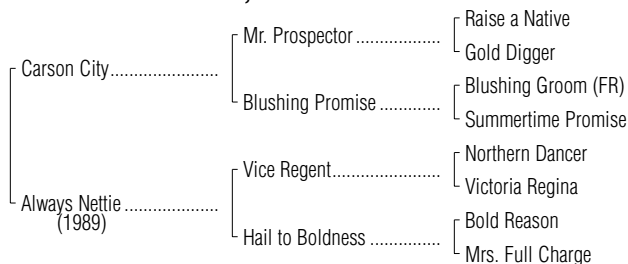 Raise a Native
Mr. Prospector ..................
Gold Digger
Carson City.......................
Blushing Groom (FR)
Blushing Promise .............
Summertime Promise
Northern Dancer
Vice Regent.......................
Victoria Regina
Always Nettie ....................
(1989)
Bold Reason
Hail to Boldness ...............
Mrs. Full Charge